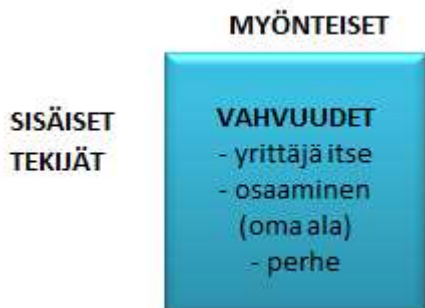 MYÖNTEISET
SISÄISET
TEKIJÄT
VAHVUUDET
- yrittäjä itse
- osaaminen
(oma ala)
- perhe